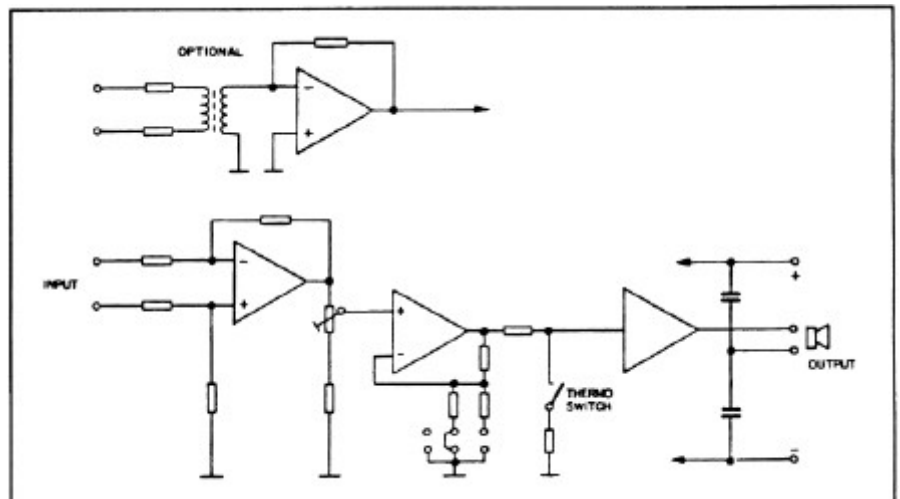 OPTIONAL
−
+
INPUT
−
+
+
−
THERMO
SWITCH
+
OUTPUT
−